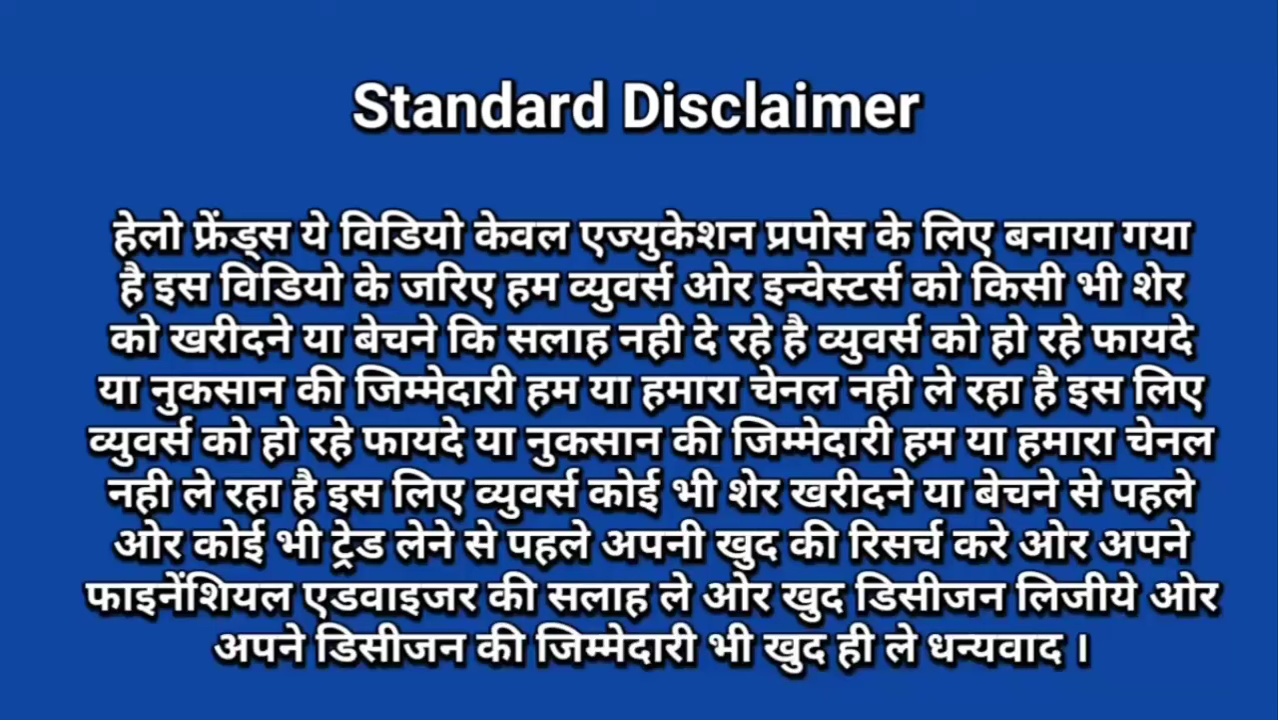 Standard Disclaimer
हेलो फ्रेंड्स ये विडियो केवल एज्युकेशन प्रपोस के लिए बनाया गया
है इस विडियो के जरिए हम व्युवर्स ओर इन्वेस्टर्स को किसी भी शेर
को खरीदने या बेचने कि सलाह नही दे रहे है व्युवर्स को हो रहे फायदे
या नुकसान की जिम्मेदारी हम या हमारा चेनल नही ले रहा है इस लिए
व्युवर्स को हो रहे फायदे या नुकसान की जिम्मेदारी हम या हमारा चेनल
नही ले रहा है इस लिए व्युवर्स कोई भी शेर खरीदने या बेचने से पहले
ओर कोई भी ट्रेड लेने से पहले अपनी खुद की रिसर्च करे ओर अपने
फाइनेंशियल एडवाइजर की सलाह ले ओर खुद डिसीजन लिजीये ओर
अपने डिसीजन की जिम्मेदारी भी खुद ही ले धन्यवाद ।